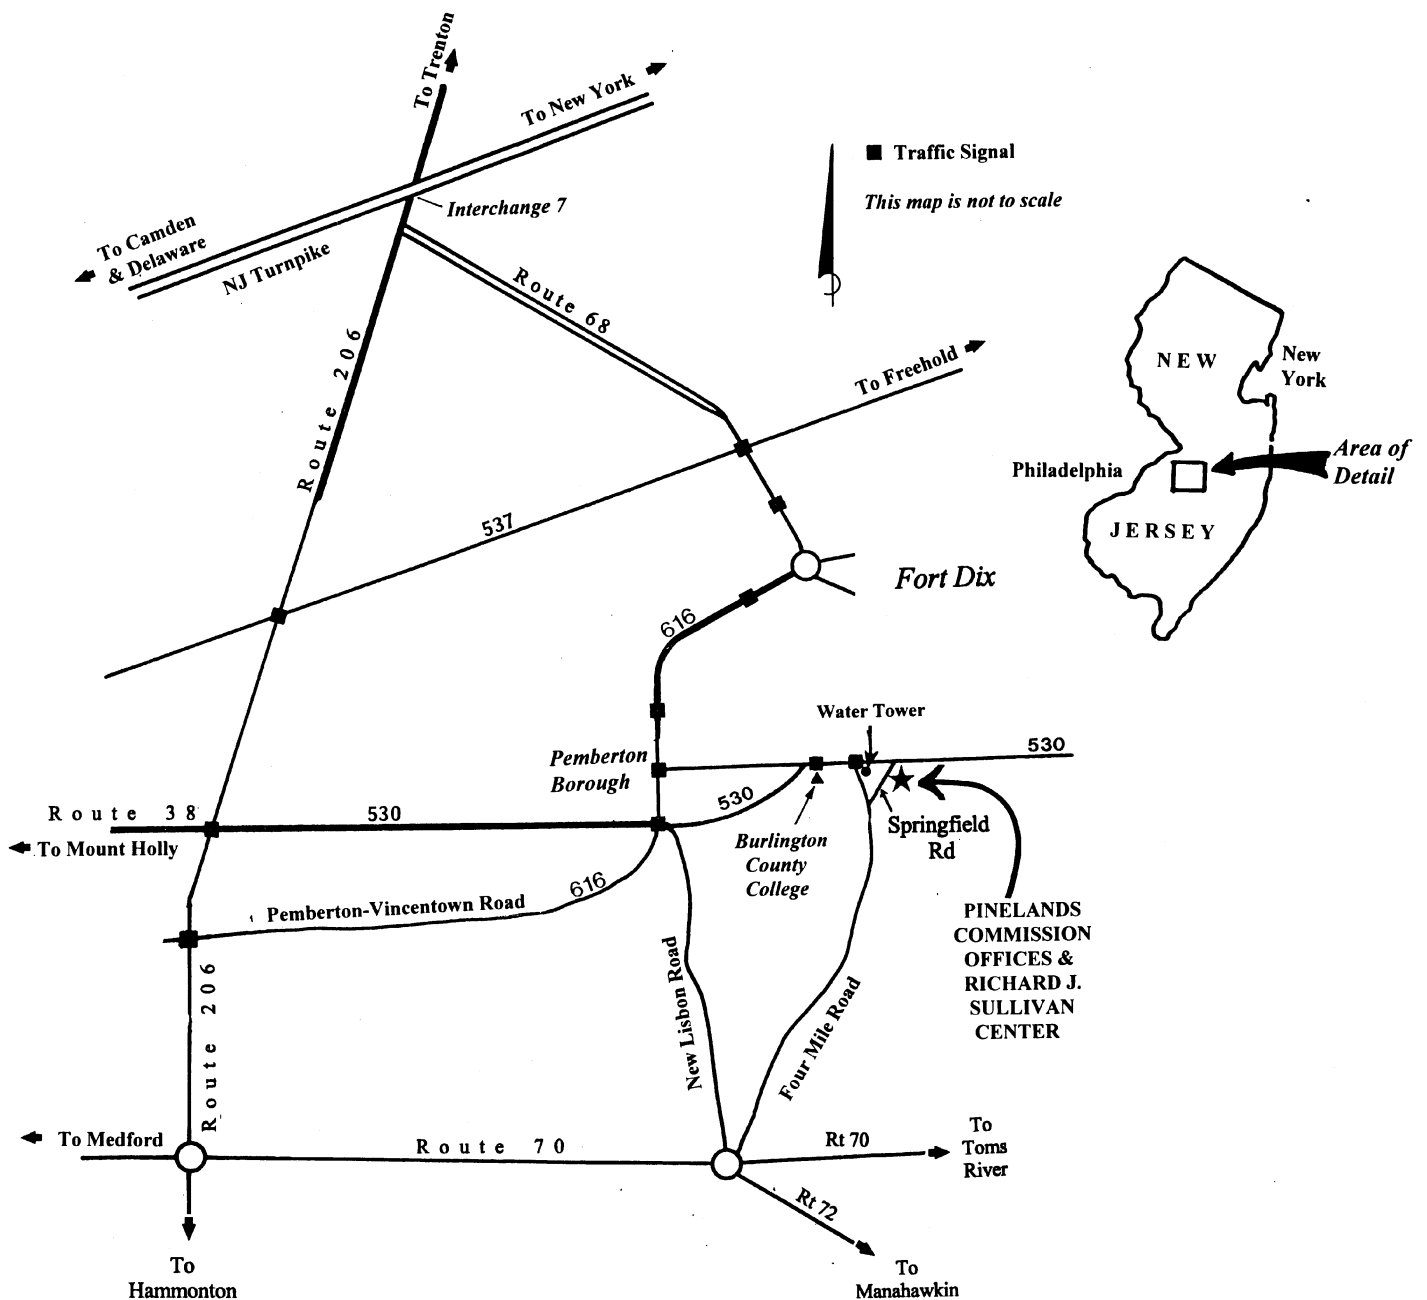 To Trenton
To New York
Traffic Signal
This map is not to scale
Interchange 7
To Camden
& Delaware
NJ Turnpike
Route 68
Route 206
To Freehold
NEW
New
York
Philadelphia
Area of
Detail
JERSEY
537
Fort Dix
616
Water Tower
Pemberton
Borough
530
530
Route 38
530
To Mount Holly
Springfield
Rd
Burlington
County
College
616
Pemberton-Vincentown Road
PINELANDS
COMMISSION
OFFICES &
RICHARD J.
SULLIVAN
CENTER
Route 206
New Lisbon Road
Four Mile Road
To Medford
Route 70
Rt 70
To
Toms
River
Rt 72
To
Hammonton
To
Manahawkin